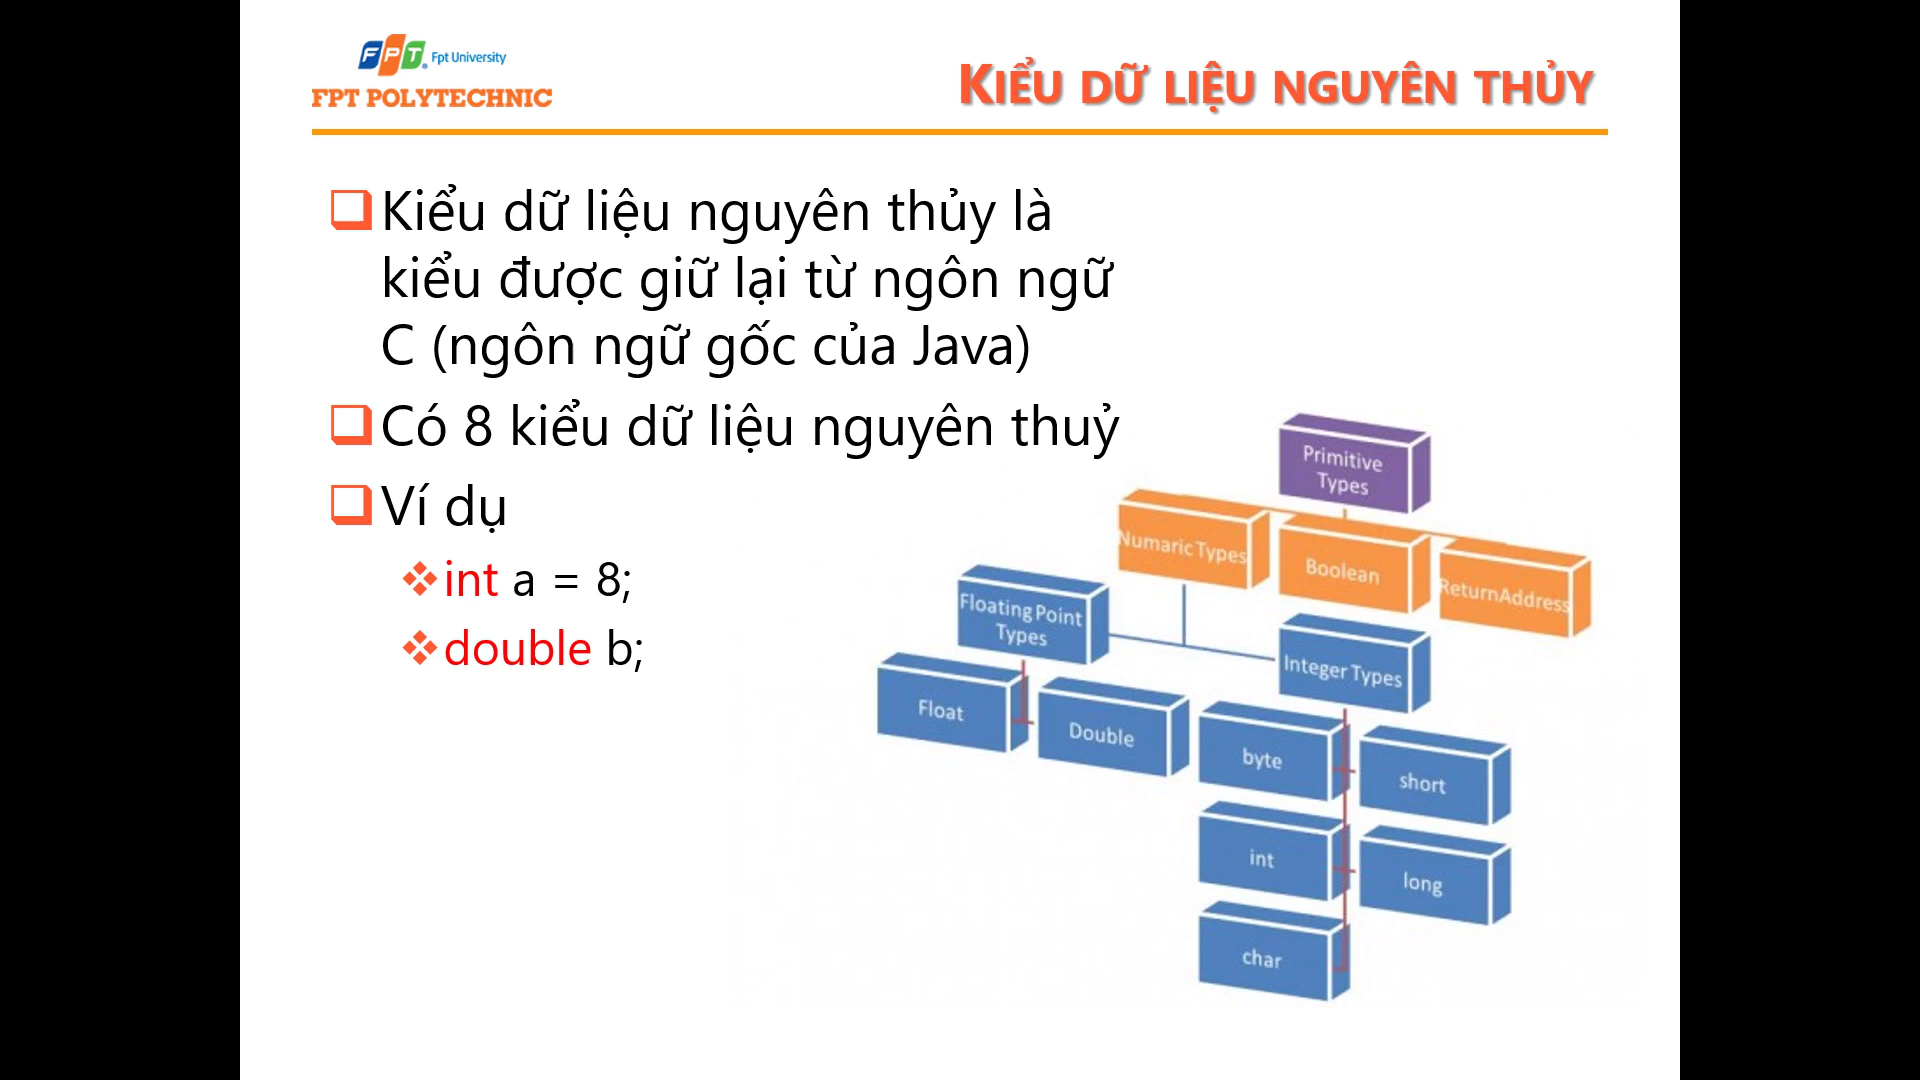 FPT Fpt University
FPT POLYTECHNIC
KIỂU DỮ LIỆU NGUYÊN THỦY
Kiểu dữ liệu nguyên thủy là
kiểu được giữ lại từ ngôn ngữ
C (ngôn ngữ gốc của Java)
Có 8 kiểu dữ liệu nguyên thuỷ
Ví dụ
int a = 8;
double b;
Primitive
Types
Numaric Types
Boolean
ReturnAddress
Floating Point
Types
Integer Types
Float
Double
byte
short
int
long
char